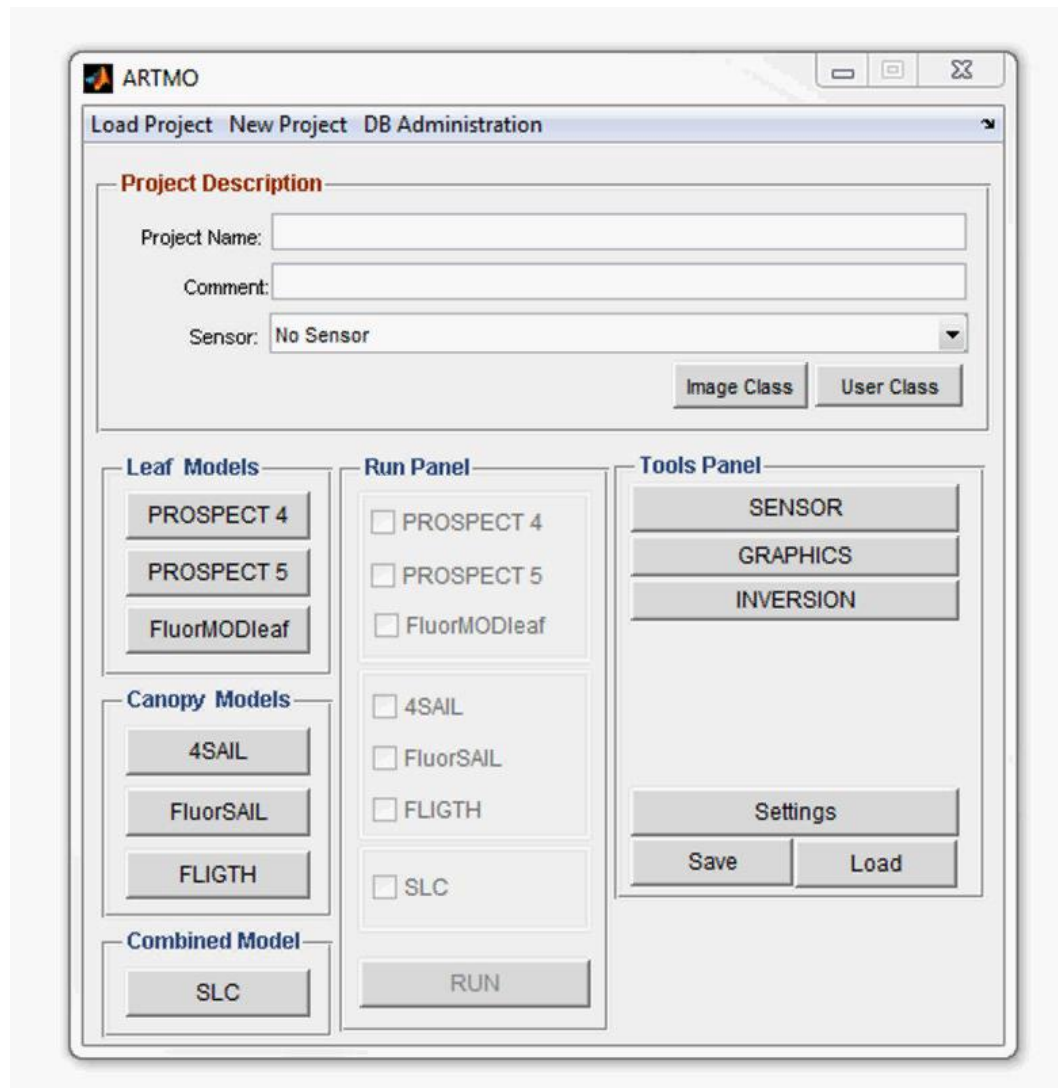 ARTMO
Load Project New Project DB Administration
Project Description
Project Name:
Comment:
Sensor: No Sensor
Image Class User Class
Leaf Models
PROSPECT 4
PROSPECT 5
FluorMODleaf
Canopy Models
4SAIL
FluorSAIL
FLIGTH
Combined Model
SLC
Run Panel
PROSPECT 4
PROSPECT 5
FluorMODleaf
4SAIL
FluorSAIL
FLIGTH
SLC
RUN
Tools Panel
SENSOR
GRAPHICS
INVERSION
Settings
Save Load